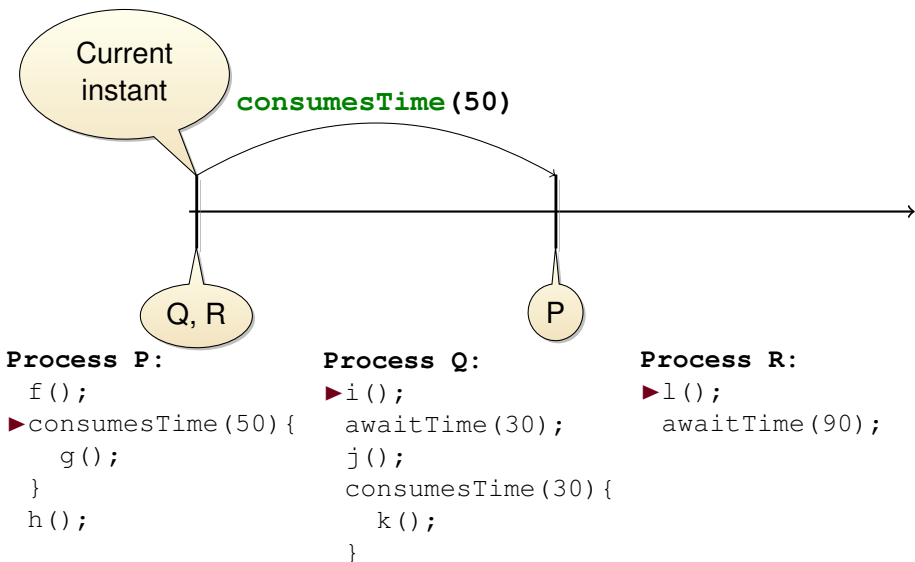 Current
instant
consumesTime(50)
Q, R
P
Process P:
f();
▶consumesTime(50){
g();
}
h();
Process Q:
▶i();
awaitTime(30);
j();
consumesTime(30){
k();
}
Process R:
▶l();
awaitTime(90);